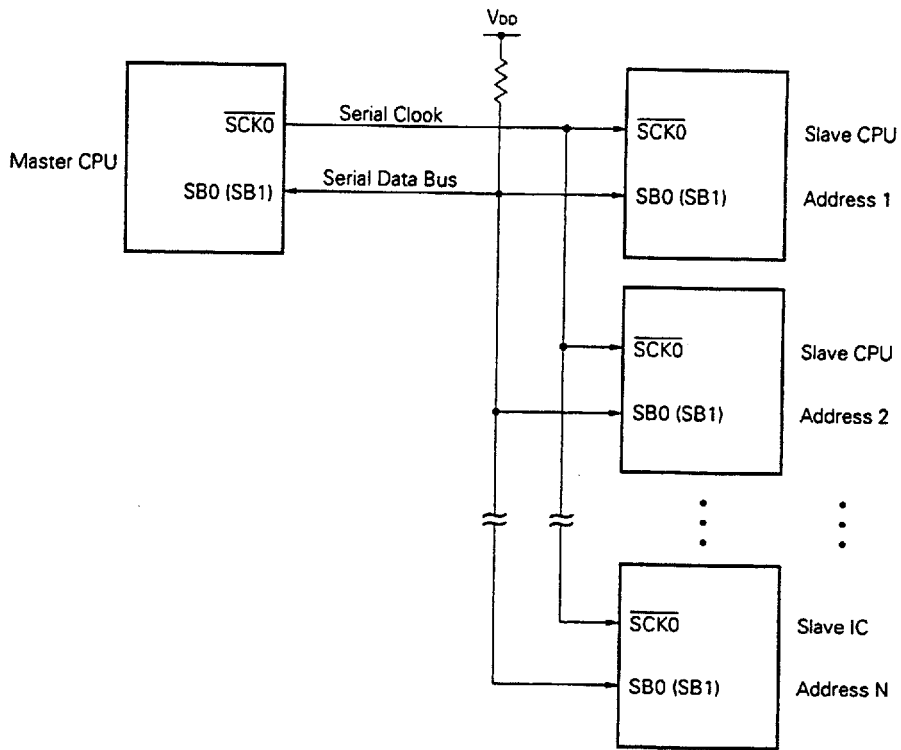 VDD
Master CPU
SCK0
SB0 (SB1)
Serial Clook
Serial Data Bus
SCK0
SB0 (SB1)
Slave CPU
Address 1
SCK0
SB0 (SB1)
Slave CPU
Address 2
SCK0
SB0 (SB1)
Slave IC
Address N